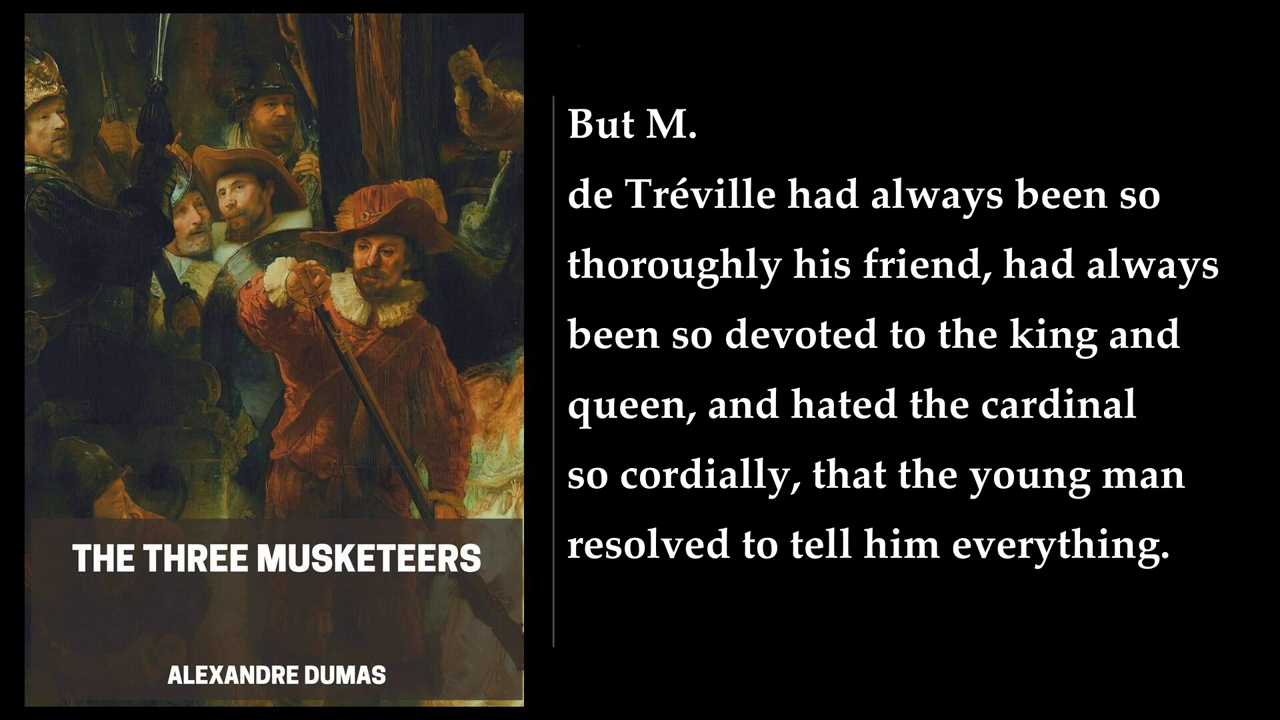 THE THREE MUSKETEERS
ALEXANDRE DUMAS
But M.
de Tréville had always been so
thoroughly his friend, had always
been so devoted to the king and
queen, and hated the cardinal
so cordially, that the young man
resolved to tell him everything.